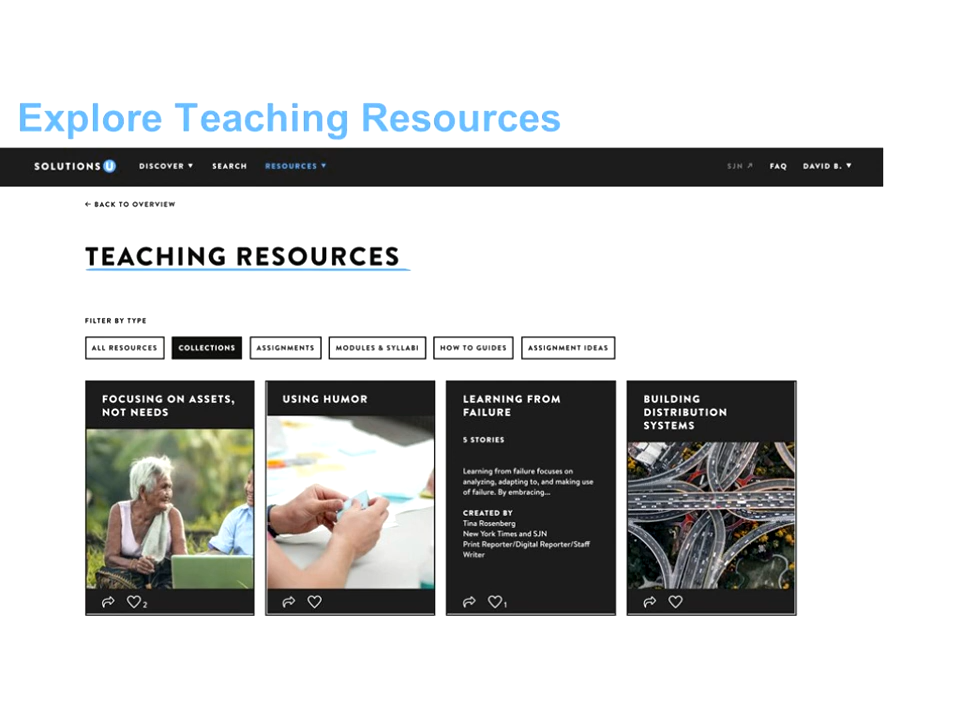 Explore Teaching Resources
SOLUTIONS U DISCOVER ▼ SEARCH RESOURCES ▼ SJN ↗ FAQ DAVID B. ▼
← BACK TO OVERVIEW
TEACHING RESOURCES
FILTER BY TYPE
ALL RESOURCES COLLECTIONS ASSIGNMENTS MODULES & SYLLABI HOW TO GUIDES ASSIGNMENT IDEAS
FOCUSING ON ASSETS,
NOT NEEDS
2
USING HUMOR
LEARNING FROM
FAILURE
5 STORIES
Learning from failure focuses on
analyzing, adapting to, and making use
of failure. By embracing...
CREATED BY
Tina Rosenberg
New York Times and SJN
Print Reporter/Digital Reporter/Staff
Writer
1
BUILDING
DISTRIBUTION
SYSTEMS